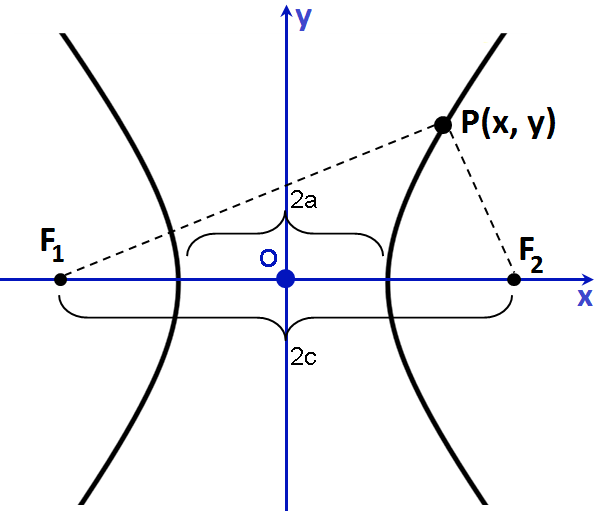 y
P(x, y)
2a
F₁
O
F₂
x
2c